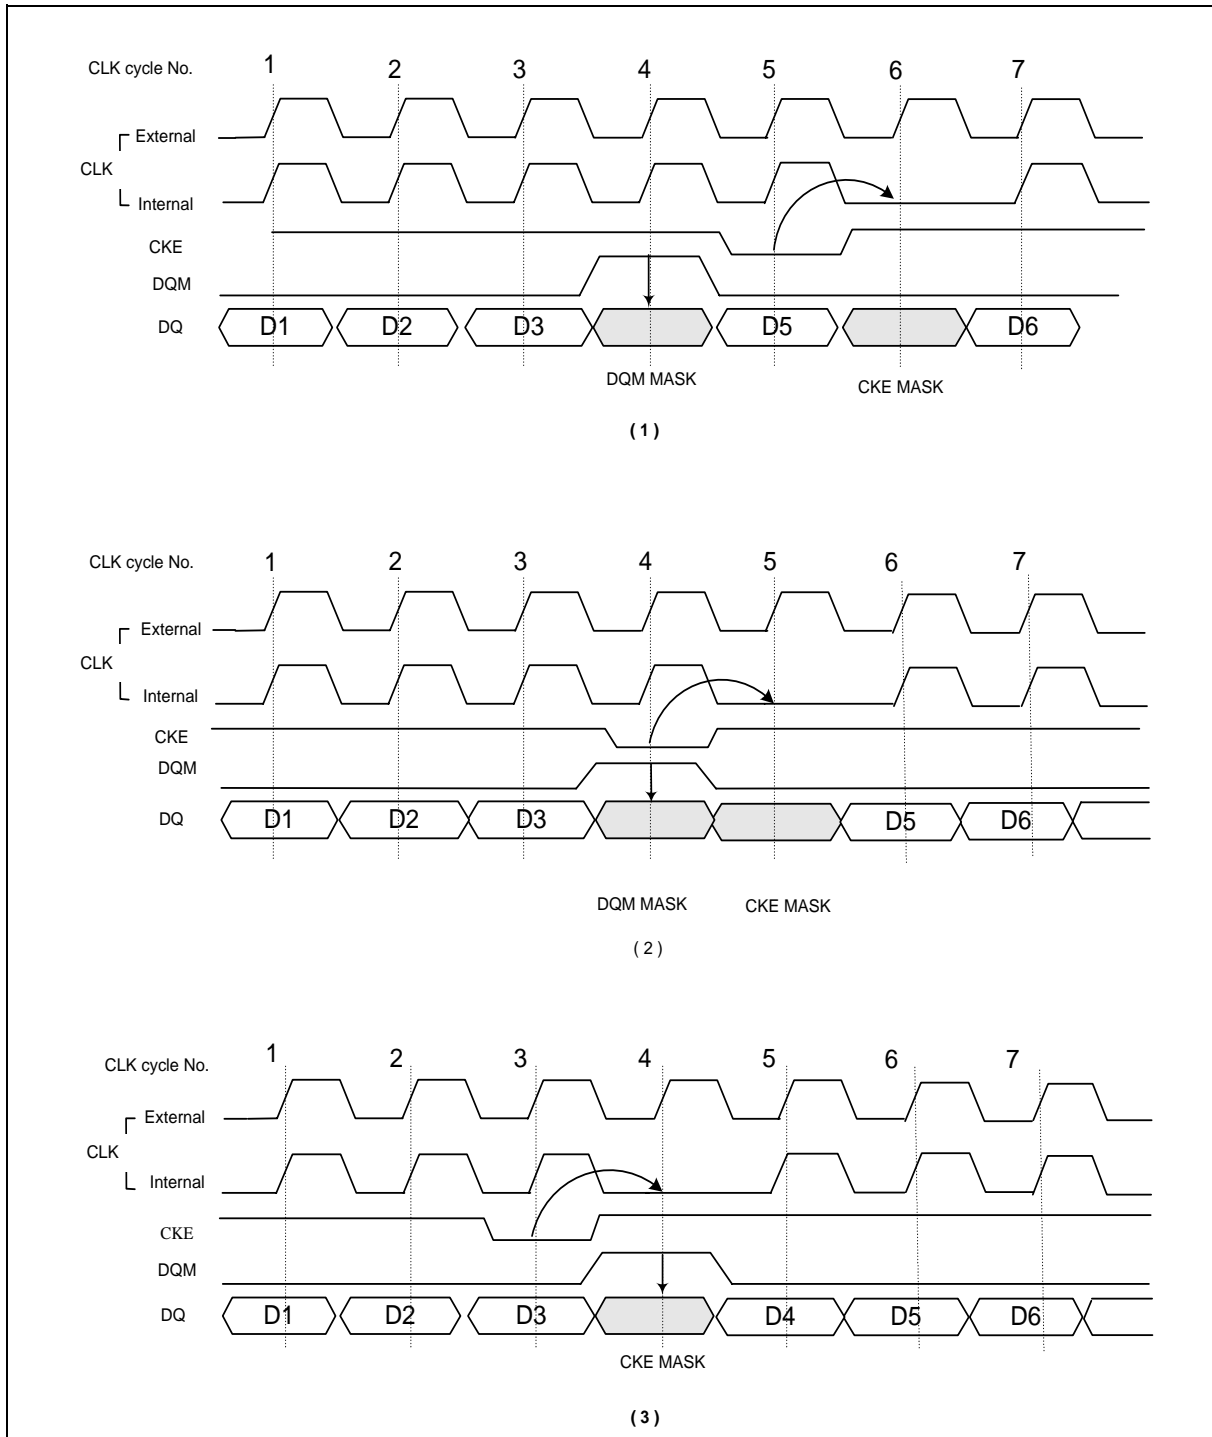 CLK cycle No. 1 2 3 4 5 6 7
External
CLK
Internal
CKE
DQM
DQ D1 D2 D3 D5 D6
DQM MASK CKE MASK
( 1 )
CLK cycle No. 1 2 3 4 5 6 7
External
CLK
Internal
CKE
DQM
DQ D1 D2 D3 D5 D6
DQM MASK CKE MASK
( 2 )
CLK cycle No. 1 2 3 4 5 6 7
External
CLK
Internal
CKE
DQM
DQ D1 D2 D3 D4 D5 D6
CKE MASK
( 3 )